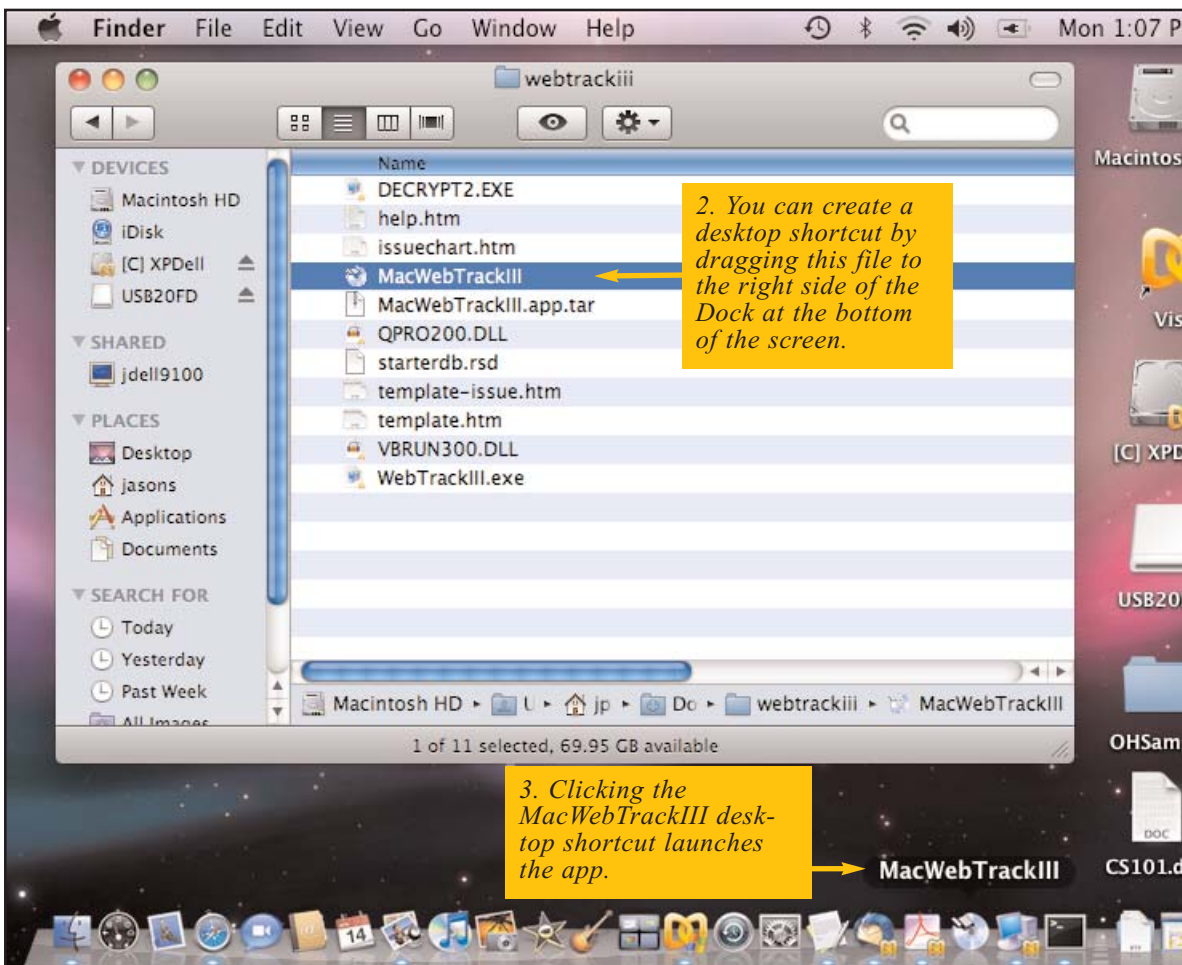 Finder File Edit View Go Window Help Mon 1:07 P
webtrackiii
DEVICES
Macintosh HD
iDisk
[C] XPDell
USB20FD
SHARED
jdell9100
PLACES
Desktop
jasons
Applications
Documents
SEARCH FOR
Today
Yesterday
Past Week
All Images
Name
DECRYPT2.EXE
help.htm
issuechart.htm
MacWebTrackIII
MacWebTrackIII.app.tar
QPRO200.DLL
starterdb.rsd
template-issue.htm
template.htm
VBRUN300.DLL
WebTrackIII.exe
2. You can create a
desktop shortcut by
dragging this file to
the right side of the
Dock at the bottom
of the screen.
Macintosh HD U jp Do webtrackiii MacWebTrackIII
1 of 11 selected, 69.95 GB available
Macintos
Vis
[C] XPD
USB20
OHSam
DOC
CS101.d
3. Clicking the
MacWebTrackIII desk-
top shortcut launches
the app.
MacWebTrackIII
14